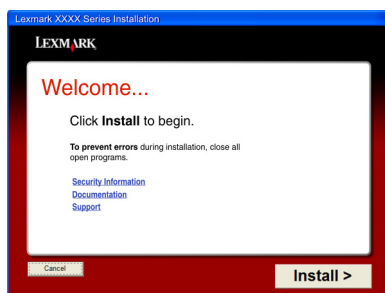 Lexmark XXXX Series Installation
LEXMARK
Welcome...
Click Install to begin.
To prevent errors during installation, close all
open programs.
Security Information
Documentation
Support
Cancel
Install >